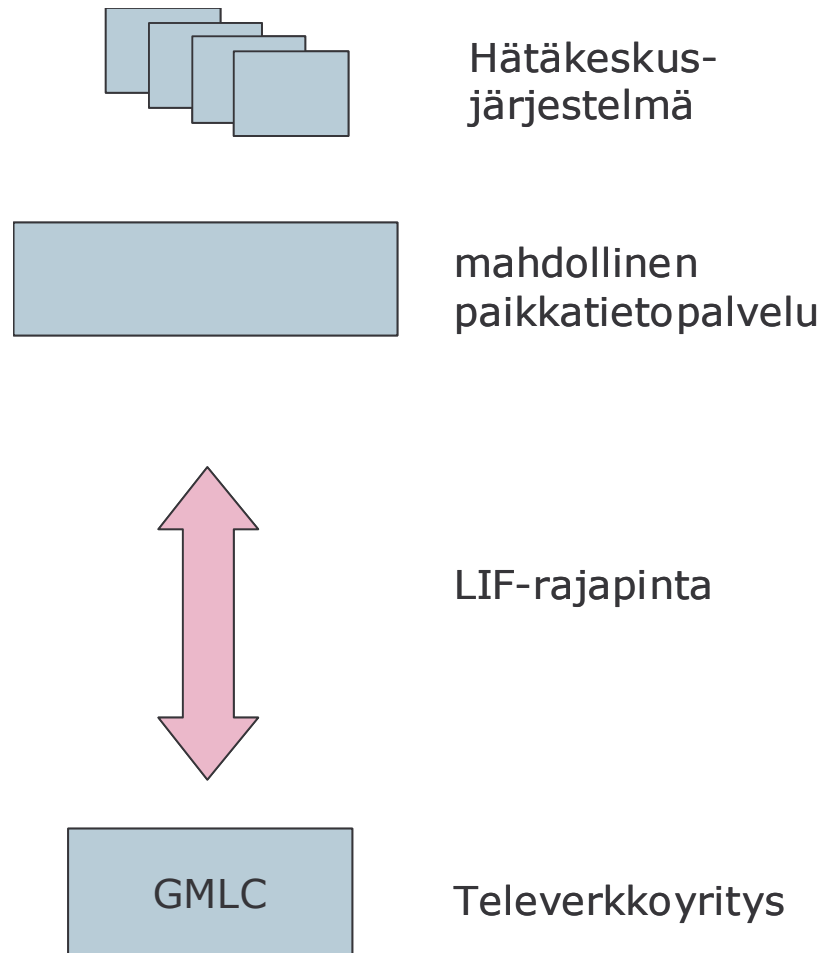 Hätäkeskus-
järjestelmä
mahdollinen
paikkatietopalvelu
LIF-rajapinta
GMLC
Televerkkoyritys